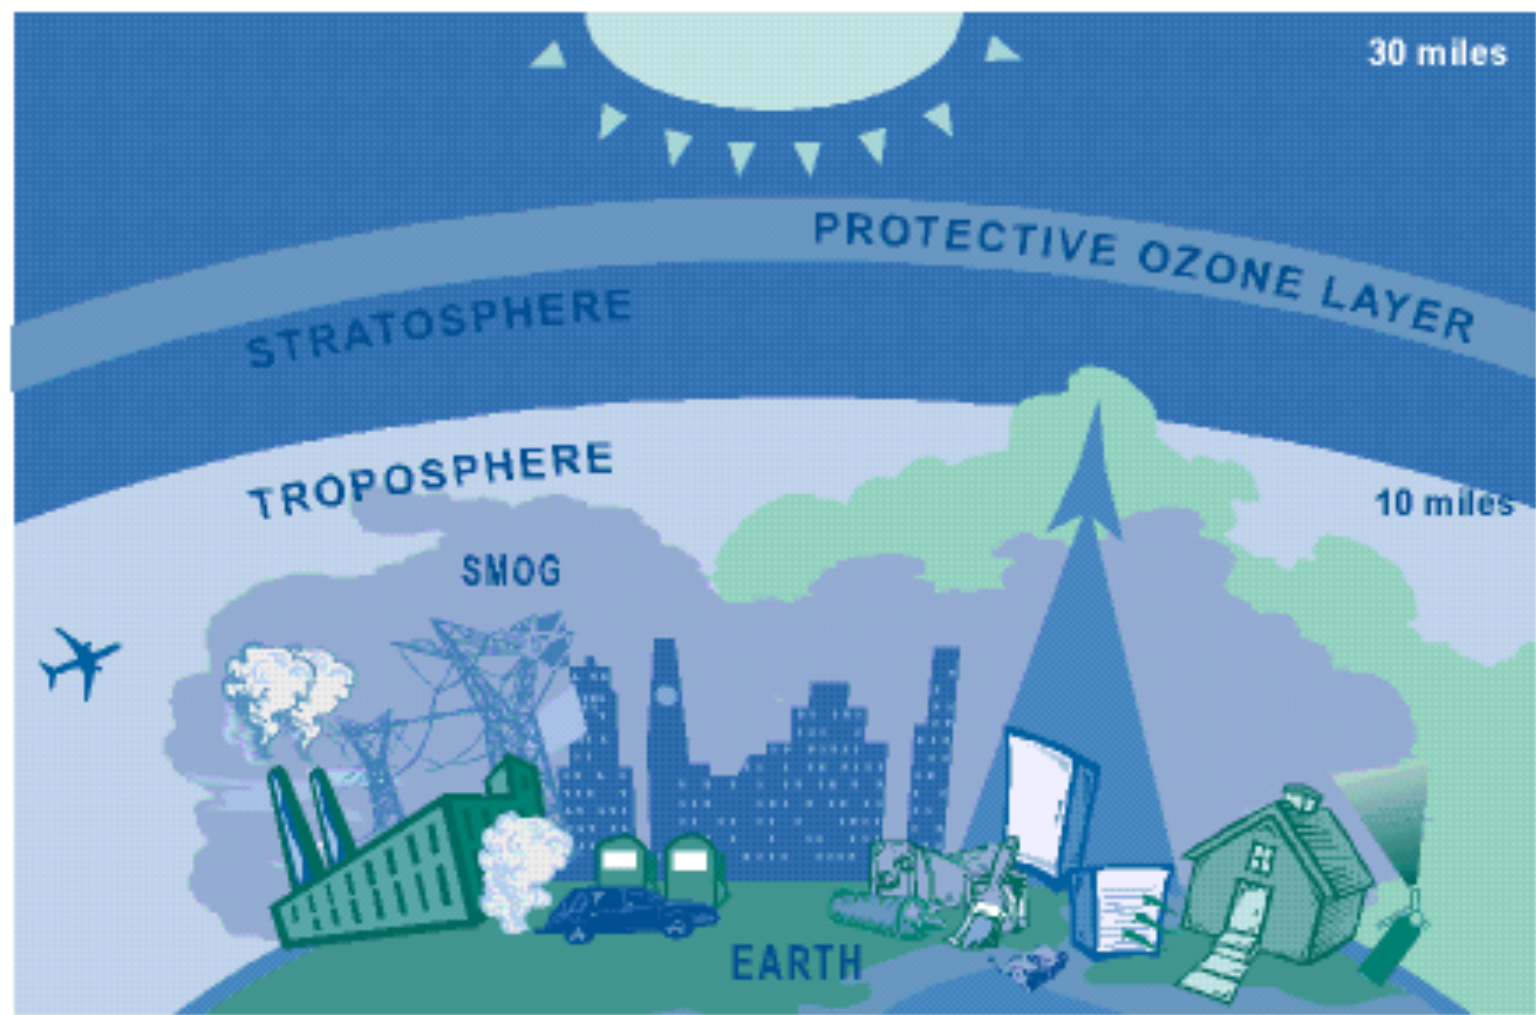 30 miles
PROTECTIVE OZONE LAYER
STRATOSPHERE
TROPOSPHERE
10 miles
SMOG
EARTH